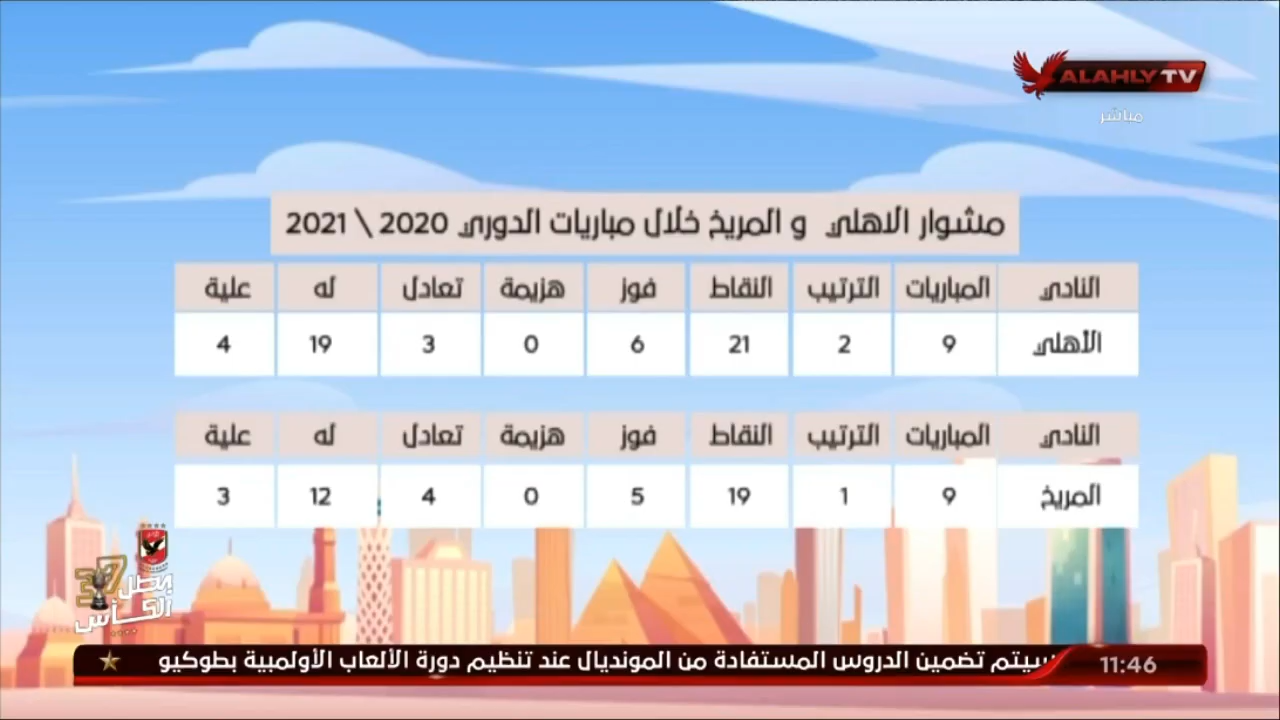 ALAHLY TV
مباشر
مشوار الاهلي و المريخ خلال مباريات الدوري 2020 \ 2021
النادي المباريات الترتيب النقاط فوز هزيمة تعادل له علية
الأهلي 9 2 21 6 0 3 19 4
النادي المباريات الترتيب النقاط فوز هزيمة تعادل له علية
المريخ 9 1 19 5 0 4 12 3
37
بطل
الكأس
سيتم تضمين الدروس المستفادة من المونديال عند تنظيم دورة الألعاب الأولمبية بطوكيو
11:46